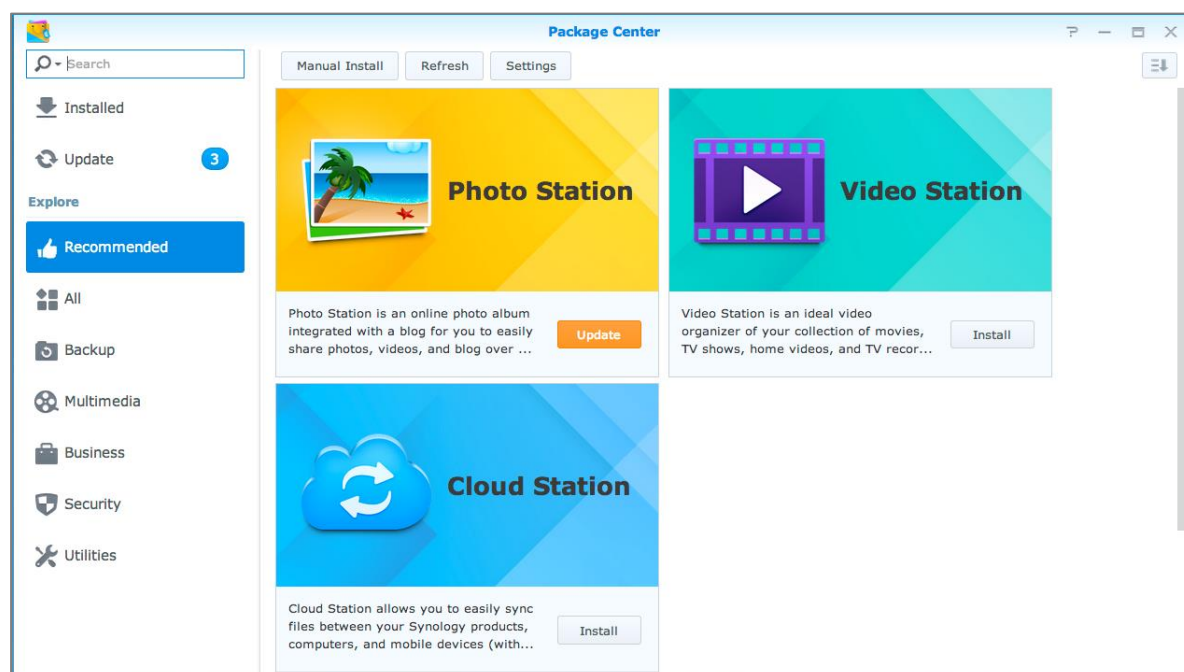 Package Center
Search
Manual Install
Refresh
Settings
Installed
Update
3
Explore
Recommended
All
Backup
Multimedia
Business
Security
Utilities
Photo Station
Photo Station is an online photo album
integrated with a blog for you to easily
share photos, videos, and blog over ...
Update
Video Station
Video Station is an ideal video
organizer of your collection of movies,
TV shows, home videos, and TV recor...
Install
Cloud Station
Cloud Station allows you to easily sync
files between your Synology products,
computers, and mobile devices (with...
Install